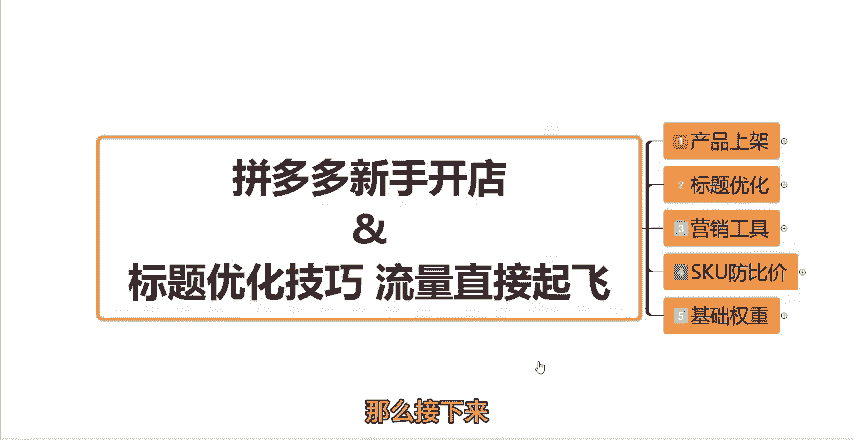 拼多多新手开店
&
标题优化技巧 流量直接起飞
1 产品上架
2 标题优化
3 营销工具
4 SKU防比价
5 基础权重
那么接下来